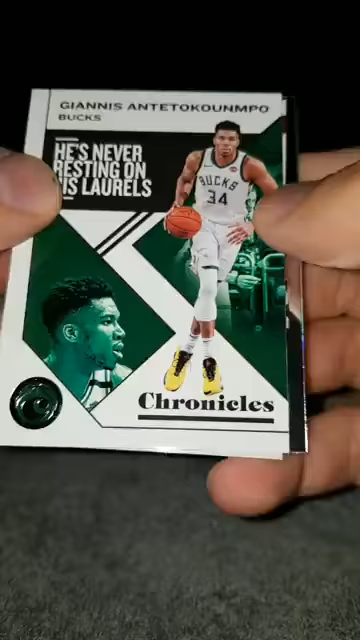 GIANNIS ANTETOKOUNMPO
BUCKS
HE'S NEVER
RESTING ON
HIS LAURELS
BUCKS
34
Chronicles